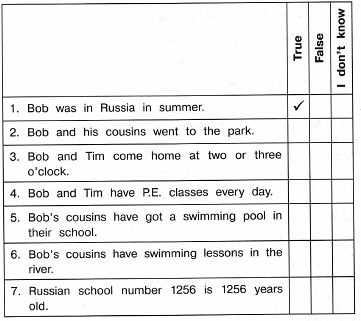 True
False
I don't know
1. Bob was in Russia in summer. ✓
2. Bob and his cousins went to the park.
3. Bob and Tim come home at two or three
o'clock.
4. Bob and Tim have P.E. classes every day.
5. Bob's cousins have got a swimming pool in
their school.
6. Bob's cousins have swimming lessons in the
river.
7. Russian school number 1256 is 1256 years
old.